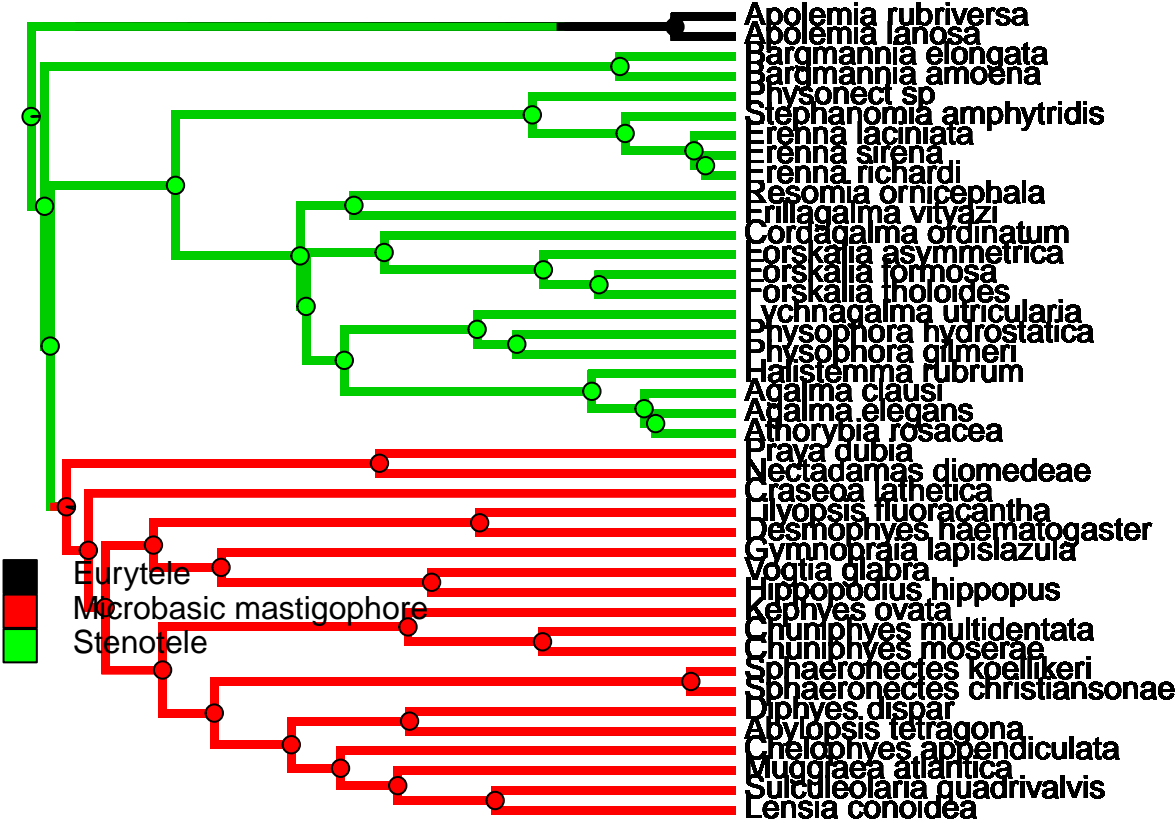 Apolemia rubriversa
Apolemia lanosa
Bargmannia elongata
Bargmannia amoena
Physonect sp
Stephanomia amphytridis
Erenna laciniata
Erenna sirena
Erenna richardi
Resomia ornicephala
Frillagalma vityazi
Cordagalma ordinatum
Forskalia asymmetrica
Forskalia formosa
Forskalia tholoides
Lychnagalma utricularia
Physophora hydrostatica
Physophora gilmeri
Halistemma rubrum
Agalma clausi
Agalma elegans
Athorybia rosacea
Praya dubia
Nectadamas diomedeae
Craseoa lathetica
Lilyopsis fluoracantha
Desmophyes haematogaster
Gymnopraia lapislazula
Vogtia glabra
Hippopodius hippopus
Kephyes ovata
Chuniphyes multidentata
Chuniphyes moserae
Sphaeronectes koellikeri
Sphaeronectes christiansonae
Diphyes dispar
Abylopsis tetragona
Chelophyes appendiculata
Muggiaea atlantica
Sulculeolaria quadrivalvis
Lensia conoidea
Eurytele
Microbasic mastigophore
Stenotele